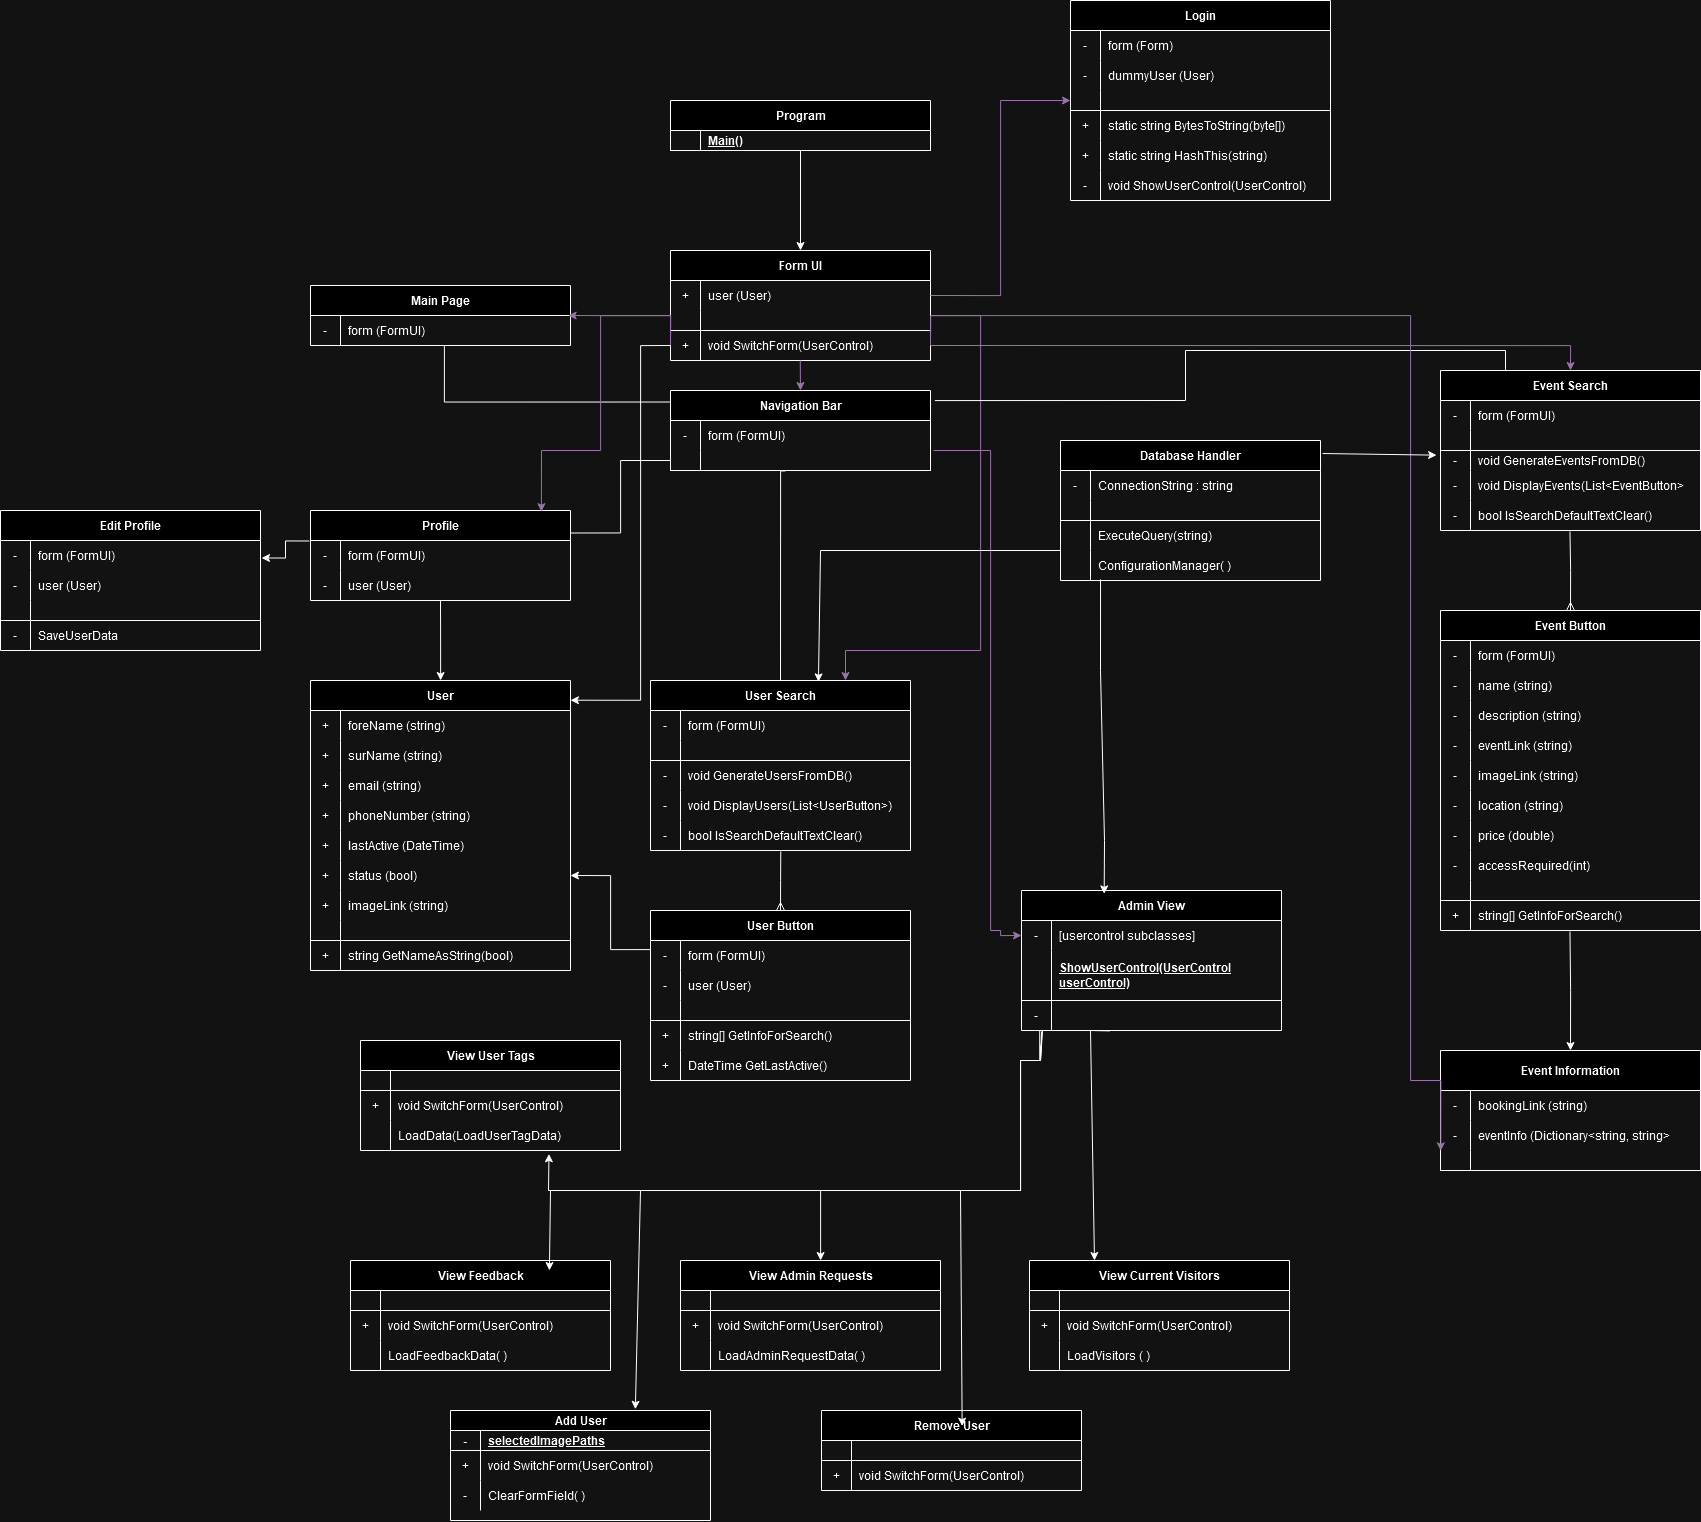 Login
- form (Form)
- dummyUser (User)
+ static string BytesToString(byte[])
+ static string HashThis(string)
- void ShowUserControl(UserControl)
Program
Main()
Form UI
+ user (User)
+ void SwitchForm(UserControl)
Main Page
- form (FormUI)
Navigation Bar
- form (FormUI)
Event Search
- form (FormUI)
- void GenerateEventsFromDB()
- void DisplayEvents(List<EventButton>
- bool IsSearchDefaultTextClear()
Database Handler
- ConnectionString : string
ExecuteQuery(string)
ConfigurationManager( )
Edit Profile
- form (FormUI)
- user (User)
- SaveUserData
Profile
- form (FormUI)
- user (User)
User
+ foreName (string)
+ surName (string)
+ email (string)
+ phoneNumber (string)
+ lastActive (DateTime)
+ status (bool)
+ imageLink (string)
+ string GetNameAsString(bool)
User Search
- form (FormUI)
- void GenerateUsersFromDB()
- void DisplayUsers(List<UserButton>)
- bool IsSearchDefaultTextClear()
Event Button
- form (FormUI)
- name (string)
- description (string)
- eventLink (string)
- imageLink (string)
- location (string)
- price (double)
- accessRequired(int)
+ string[] GetInfoForSearch()
User Button
- form (FormUI)
- user (User)
+ string[] GetInfoForSearch()
+ DateTime GetLastActive()
Admin View
- [usercontrol subclasses]
ShowUserControl(UserControl
userControl)
-
View User Tags
+ void SwitchForm(UserControl)
LoadData(LoadUserTagData)
Event Information
- bookingLink (string)
- eventInfo (Dictionary<string, string>
View Feedback
+ void SwitchForm(UserControl)
LoadFeedbackData( )
View Admin Requests
+ void SwitchForm(UserControl)
LoadAdminRequestData( )
View Current Visitors
+ void SwitchForm(UserControl)
LoadVisitors ( )
Add User
- selectedImagePaths
+ void SwitchForm(UserControl)
- ClearFormField( )
Remove User
+ void SwitchForm(UserControl)